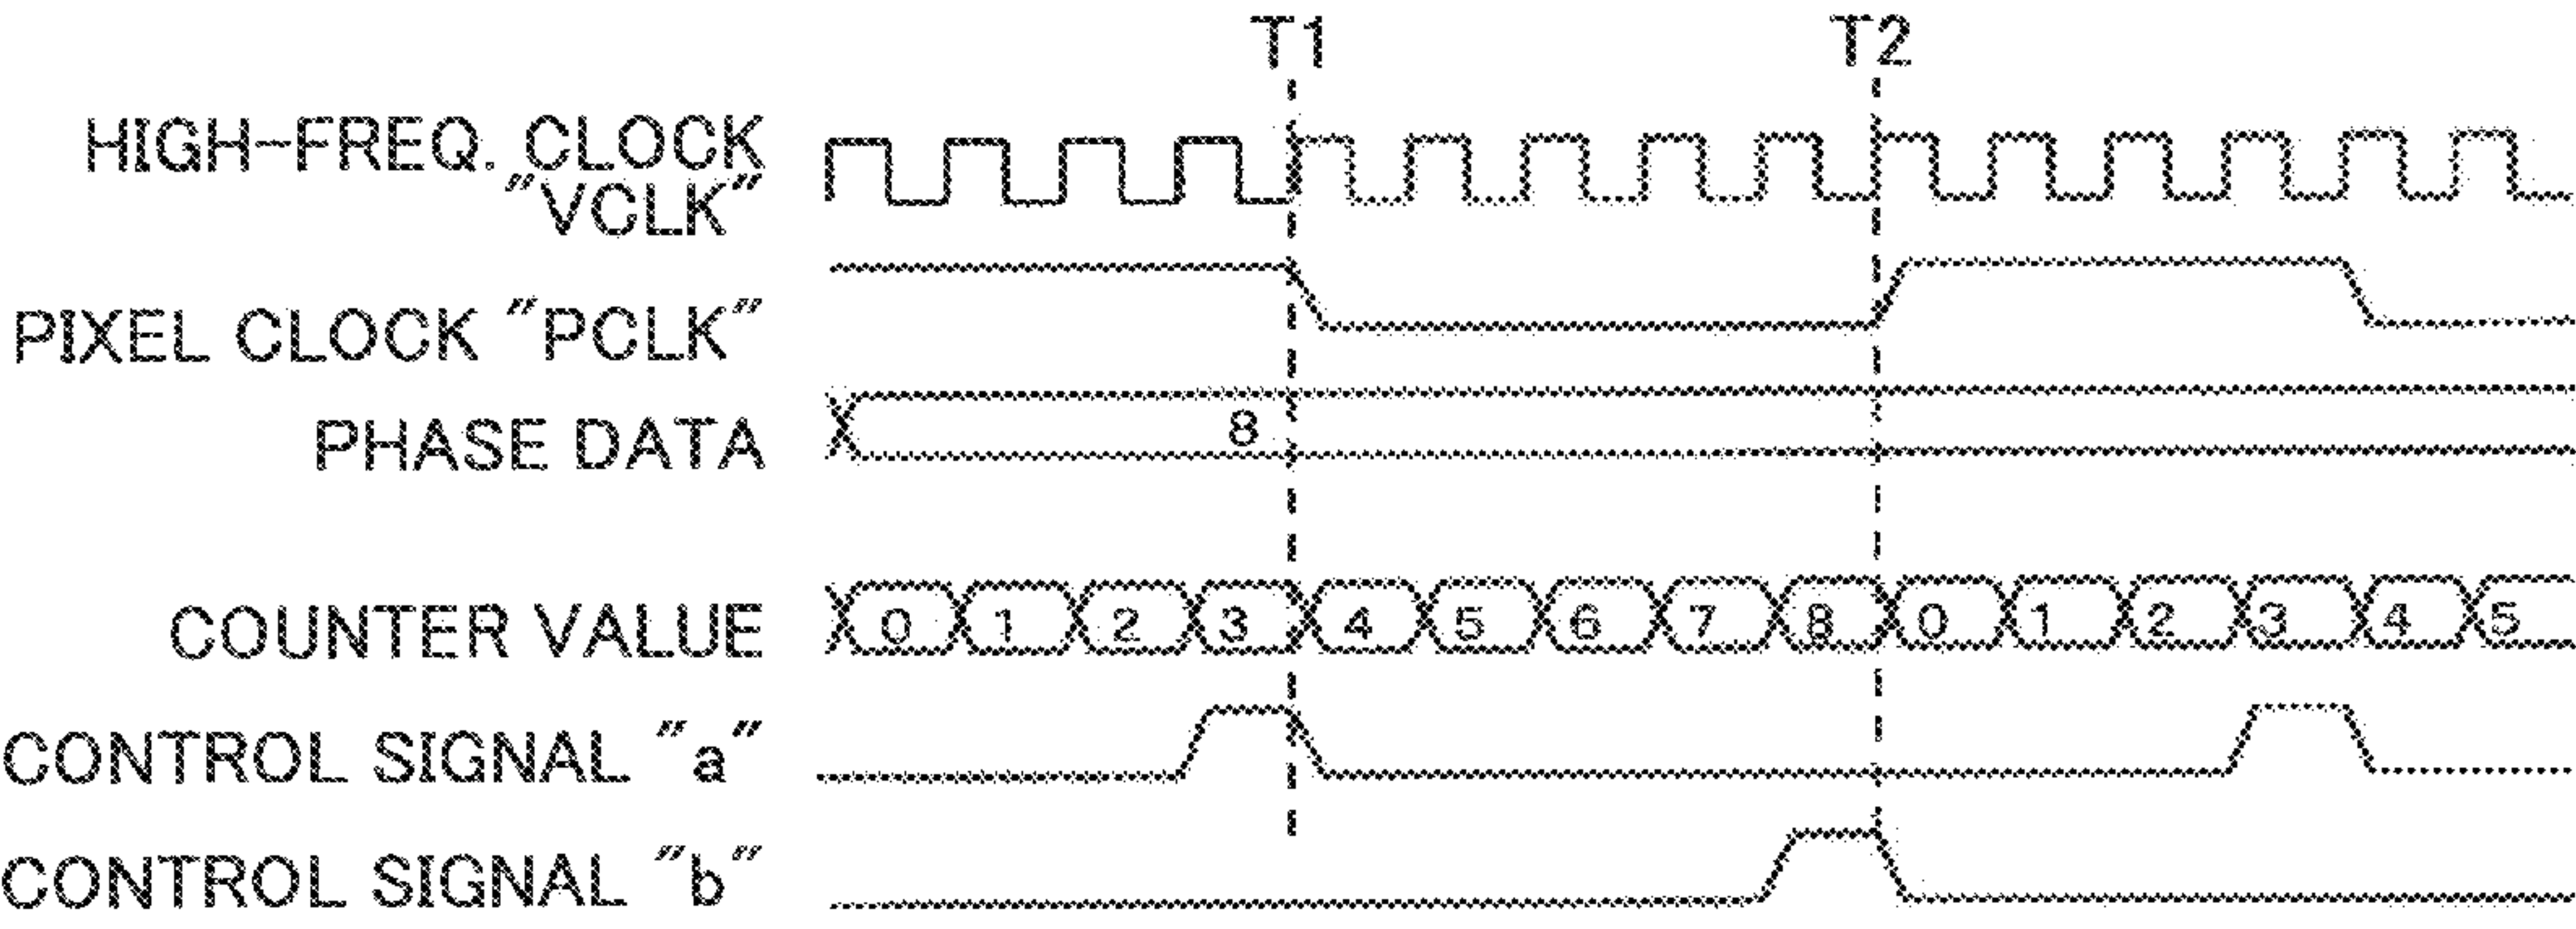 T1 T2
HIGH-FREQ. CLOCK
"VCLK"
PIXEL CLOCK "PCLK"
PHASE DATA 8
COUNTER VALUE 0 1 2 3 4 5 6 7 8 0 1 2 3 4 5
CONTROL SIGNAL "a"
CONTROL SIGNAL "b"